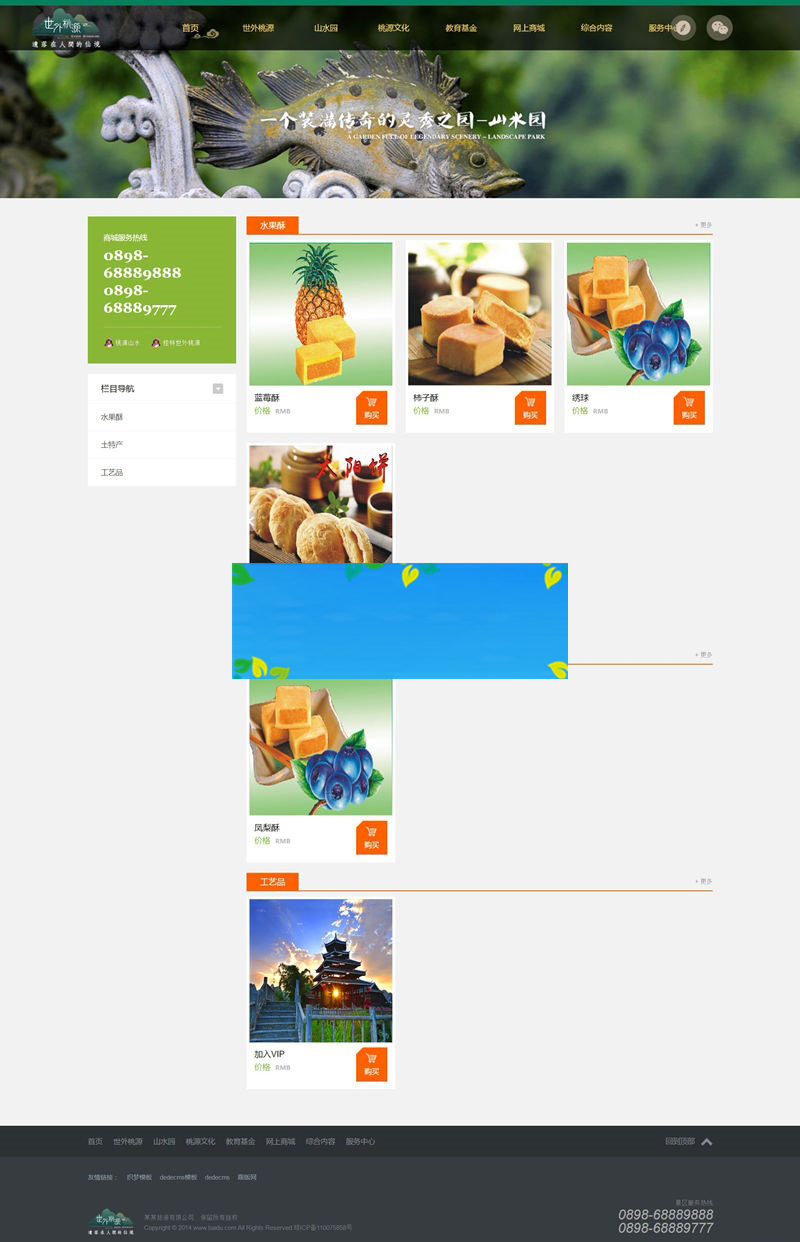 世外桃源
遗落在人間的仙境
首页
世外桃源
山水园
桃源文化
教育基金
网上商城
综合内容
服务中心
一个装满传奇的灵秀之园-山水园
A GARDEN FULL OF LEGENDARY SCENERY - LANDSCAPE PARK
商城服务热线
0898-
68889888
0898-
68889777
桃源山水
桂林世外桃源
栏目导航
水果酥
土特产
工艺品
水果酥
+ 更多
蓝莓酥
价格 RMB
购买
柿子酥
价格 RMB
购买
绣球
价格 RMB
购买
太阳饼
+ 更多
凤梨酥
价格 RMB
购买
工艺品
+ 更多
加入VIP
价格 RMB
购买
首页 世外桃源 山水园 桃源文化 教育基金 网上商城 综合内容 服务中心
回到顶部
友情链接： 织梦模板 dedecms模板 dedecms
世外桃源
遗落在人間的仙境
某某旅游有限公司 保留所有版权
Copyright © 2014 www.baidu.com All Rights Reserved 琼ICP备110075858号
景区服务热线
0898-68889888
0898-68889777